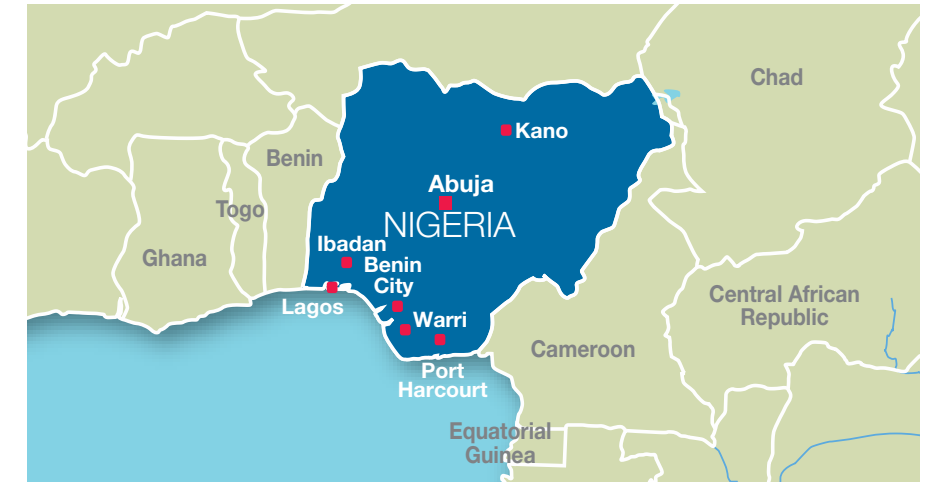 Chad
Kano
Benin
Abuja
Togo
NIGERIA
Ibadan
Ghana
Benin
City
Lagos
Central African
Republic
Warri
Cameroon
Port
Harcourt
Equatorial
Guinea